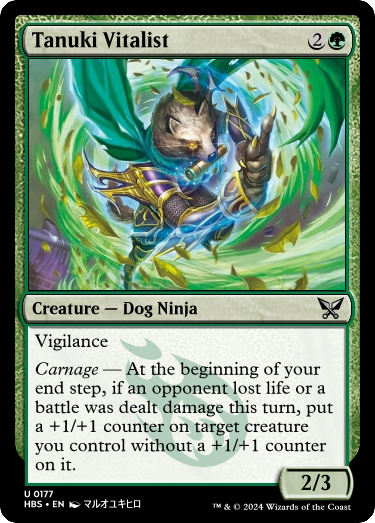 Tanuki Vitalist 2
Creature — Dog Ninja
Vigilance
Carnage — At the beginning of your
end step, if an opponent lost life or a
battle was dealt damage this turn, put
a +1/+1 counter on target creature
you control without a +1/+1 counter
on it.
2/3
U 0177
HBS • EN マルオユキヒロ
™ & © 2024 Wizards of the Coast